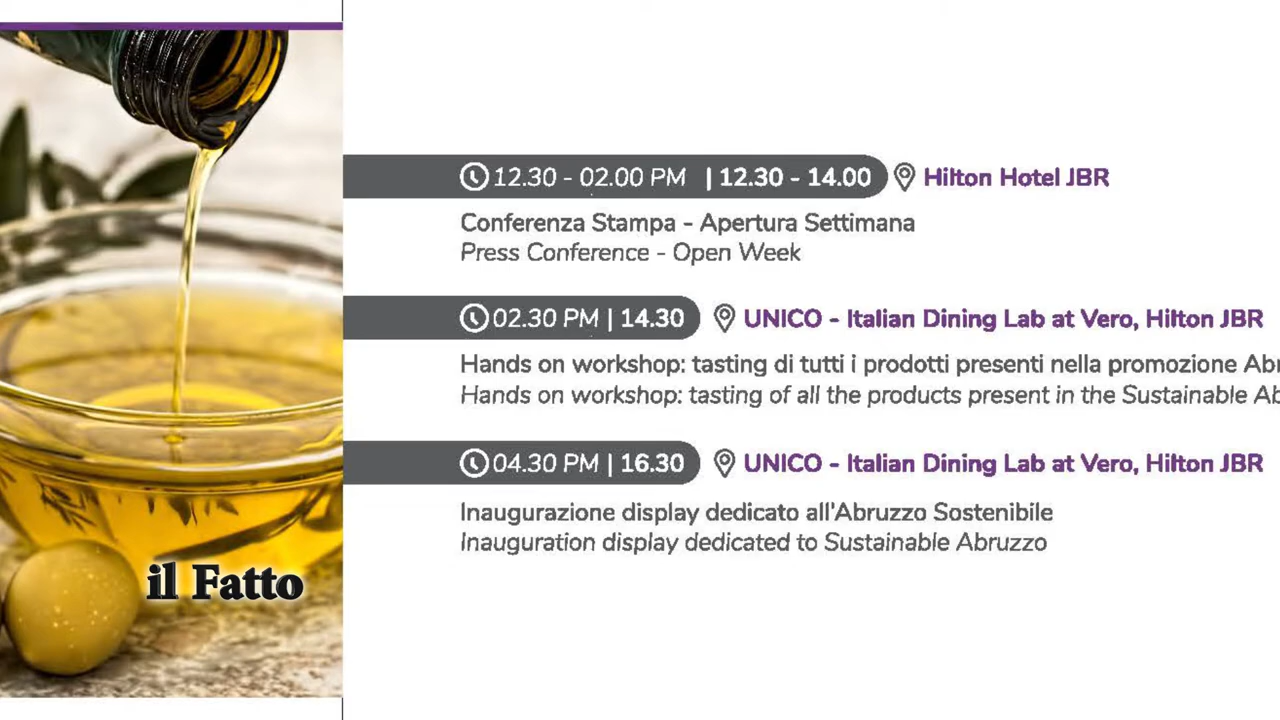 12.30 - 02.00 PM | 12.30 - 14.00 Hilton Hotel JBR
Conferenza Stampa - Apertura Settimana
Press Conference - Open Week
02.30 PM | 14.30 UNICO - Italian Dining Lab at Vero, Hilton JBR
Hands on workshop: tasting di tutti i prodotti presenti nella promozione
Hands on workshop: tasting of all the products present in the Sustainable
04.30 PM | 16.30 UNICO - Italian Dining Lab at Vero, Hilton JBR
Inaugurazione display dedicato all'Abruzzo Sostenibile
Inauguration display dedicated to Sustainable Abruzzo
il Fatto